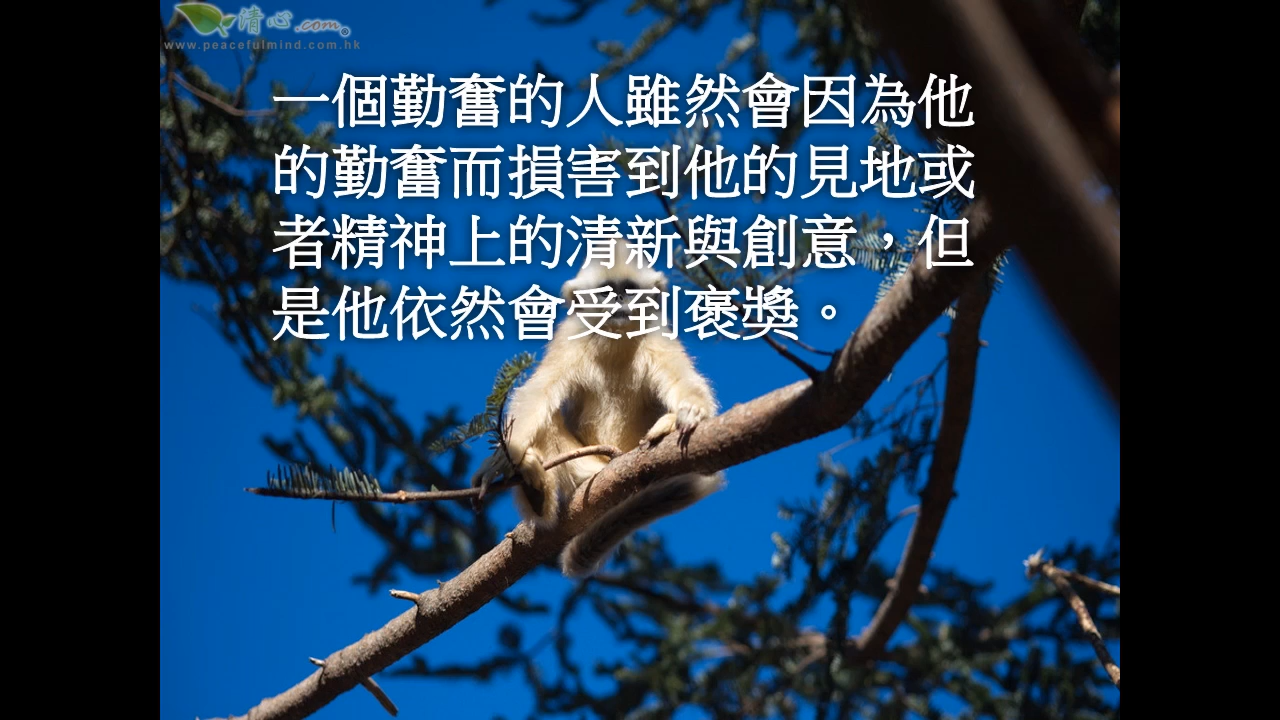 清心.com®
www.peacefulmind.com.hk
一個勤奮的人雖然會因為他
的勤奮而損害到他的見地或
者精神上的清新與創意，但
是他依然會受到褒獎。